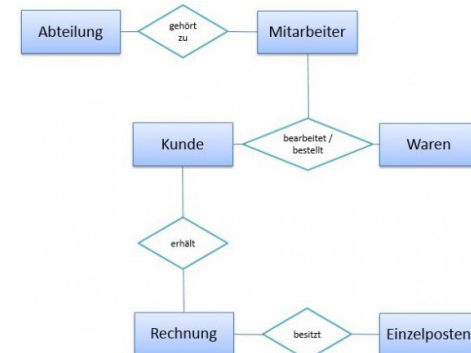 Abteilung
gehört
zu
Mitarbeiter
Kunde
bearbeitet /
bestellt
Waren
erhält
Rechnung
besitzt
Einzelposten